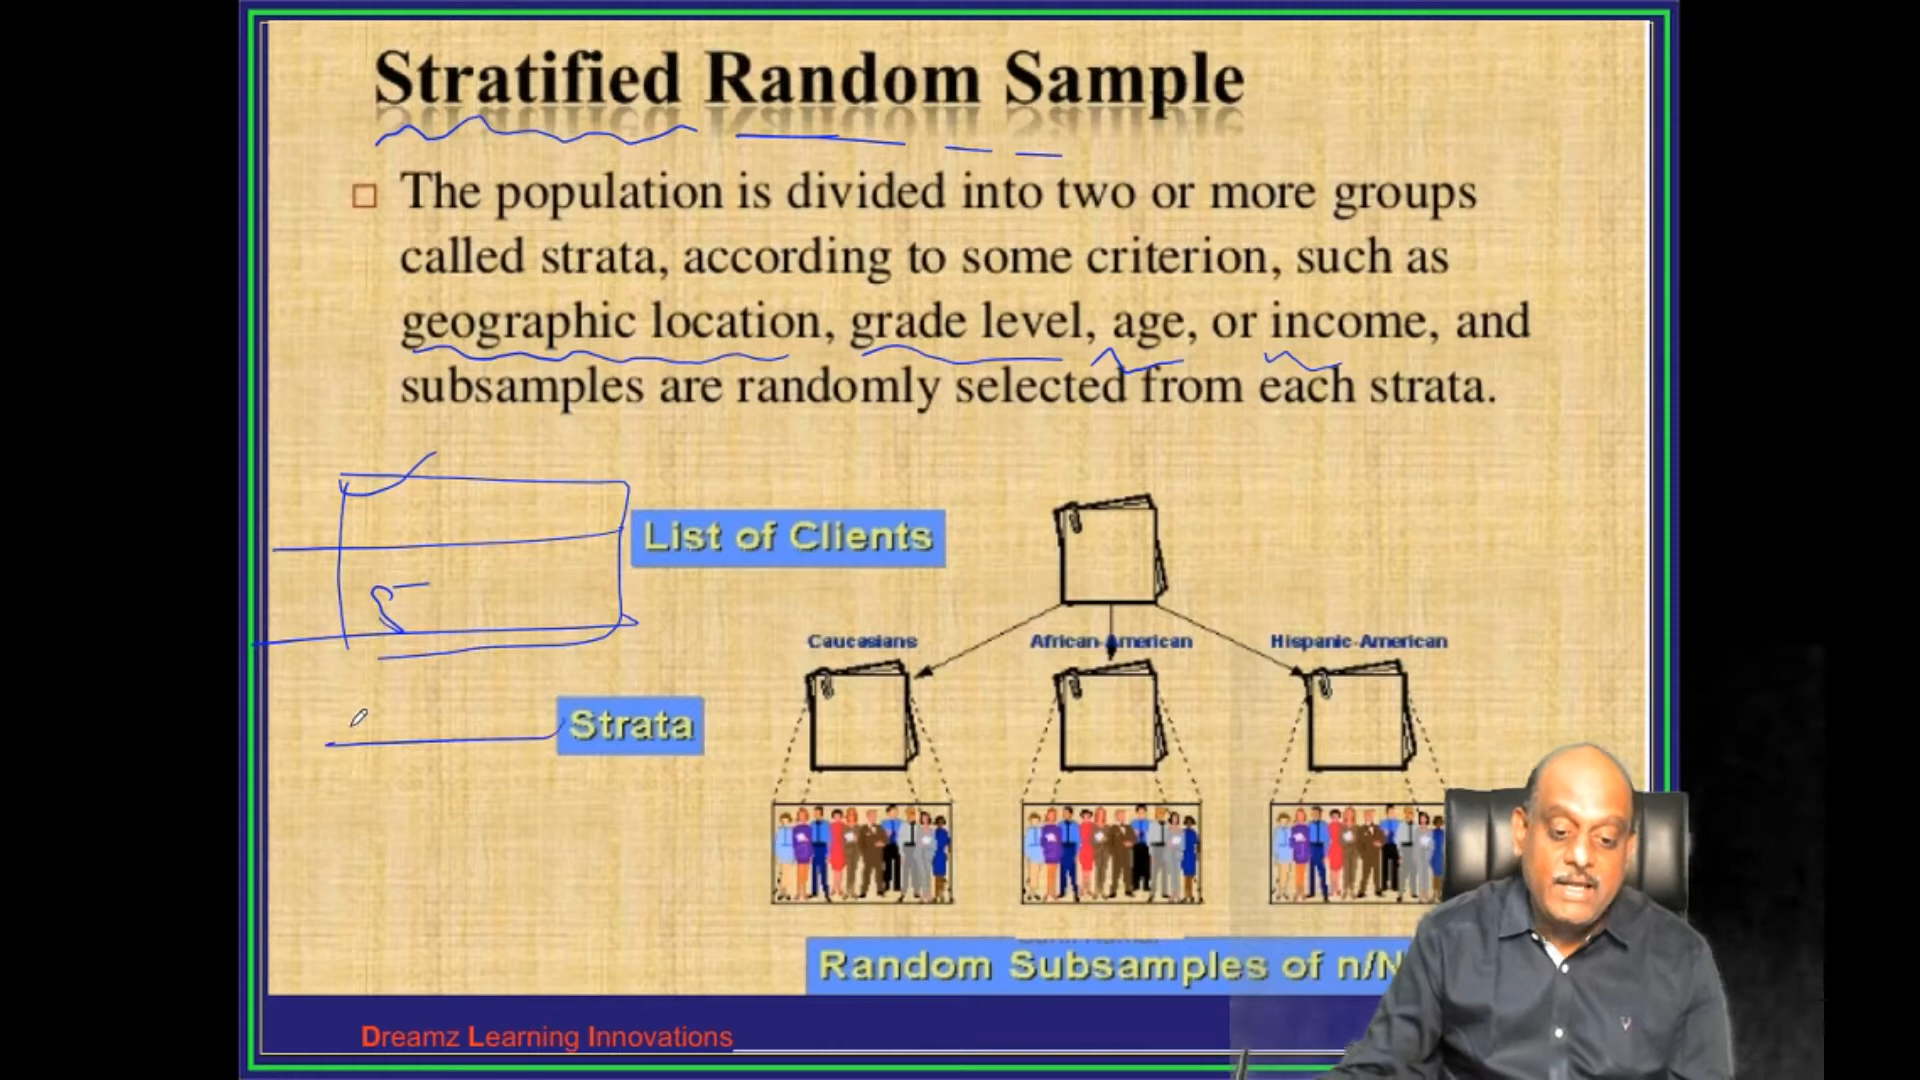 Stratified Random Sample
The population is divided into two or more groups
called strata, according to some criterion, such as
geographic location, grade level, age, or income, and
subsamples are randomly selected from each strata.
List of Clients
Caucasians African-American Hispanic-American
Strata
Random Subsamples of n/N
Dreamz Learning Innovations